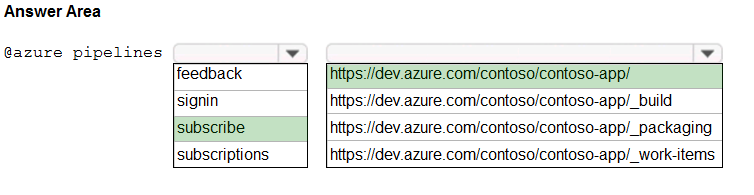 Answer Area
@azure pipelines
feedback
signin
subscribe
subscriptions
https://dev.azure.com/contoso/contoso-app/
https://dev.azure.com/contoso/contoso-app/_build
https://dev.azure.com/contoso/contoso-app/_packaging
https://dev.azure.com/contoso/contoso-app/_work-items